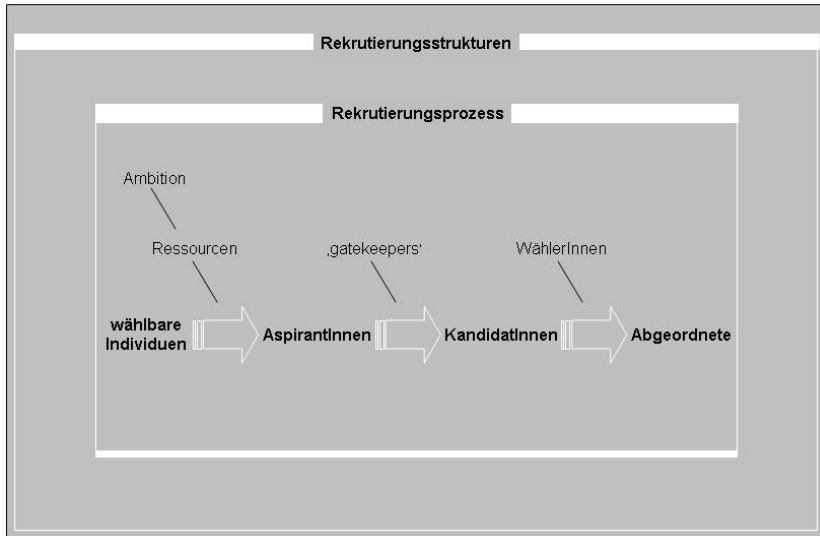 Rekrutierungsstrukturen
Rekrutierungsprozess
Ambition
Ressourcen
‚gatekeepers‘
WählerInnen
wählbare
Individuen
AspirantInnen
KandidatInnen
Abgeordnete